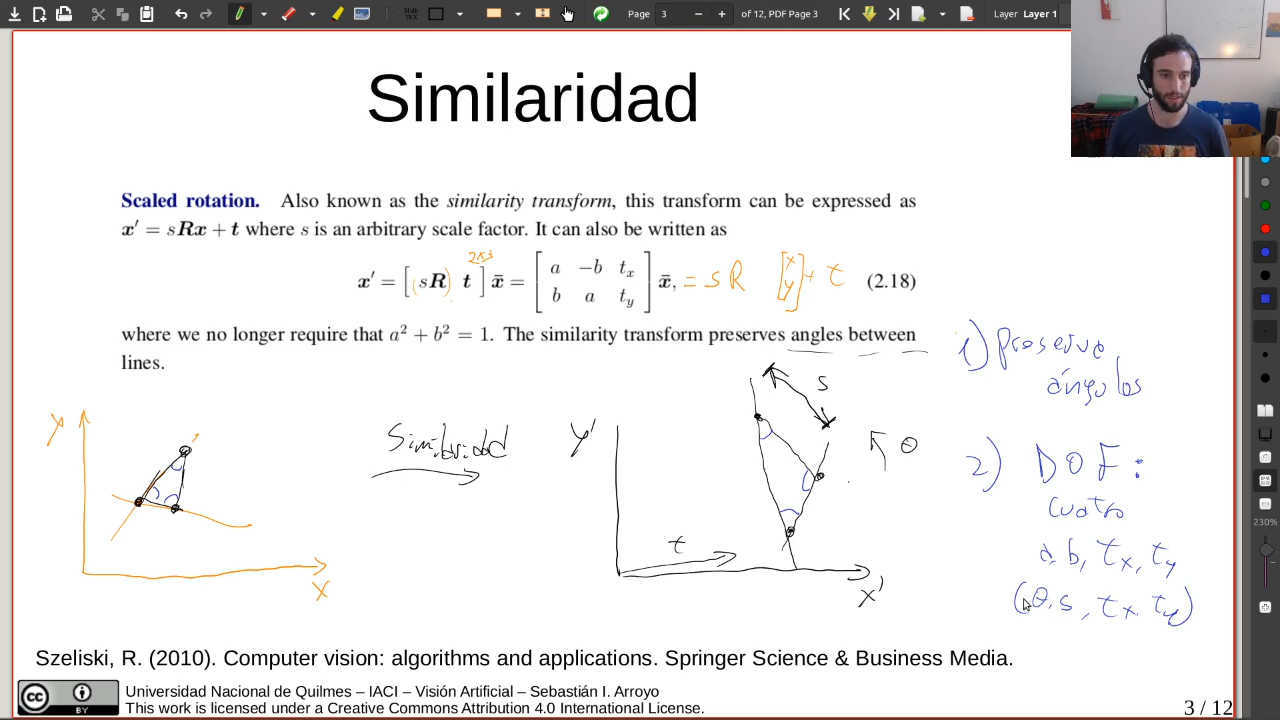 Page 3 − + of 12, PDF Page 3 Layer Layer 1
Similaridad
Scaled rotation. Also known as the similarity transform, this transform can be expressed as
x′ = sRx + t where s is an arbitrary scale factor. It can also be written as
2x3
x′ = [ (sR) t ] x̄ = [ a −b tx ; b a ty ] x̄, = s R [x y] + t (2.18)
where we no longer require that a² + b² = 1. The similarity transform preserves angles between
lines.
1) preserva
ángulos
Y
X
Similaridad
Y'
X'
t
s
θ
2) DOF:
cuatro
a, b, tx, ty
(θ, s, tx, ty)
Szeliski, R. (2010). Computer vision: algorithms and applications. Springer Science & Business Media.
cc BY
Universidad Nacional de Quilmes – IACI – Visión Artificial – Sebastián I. Arroyo
This work is licensed under a Creative Commons Attribution 4.0 International License.
3 / 12
230%